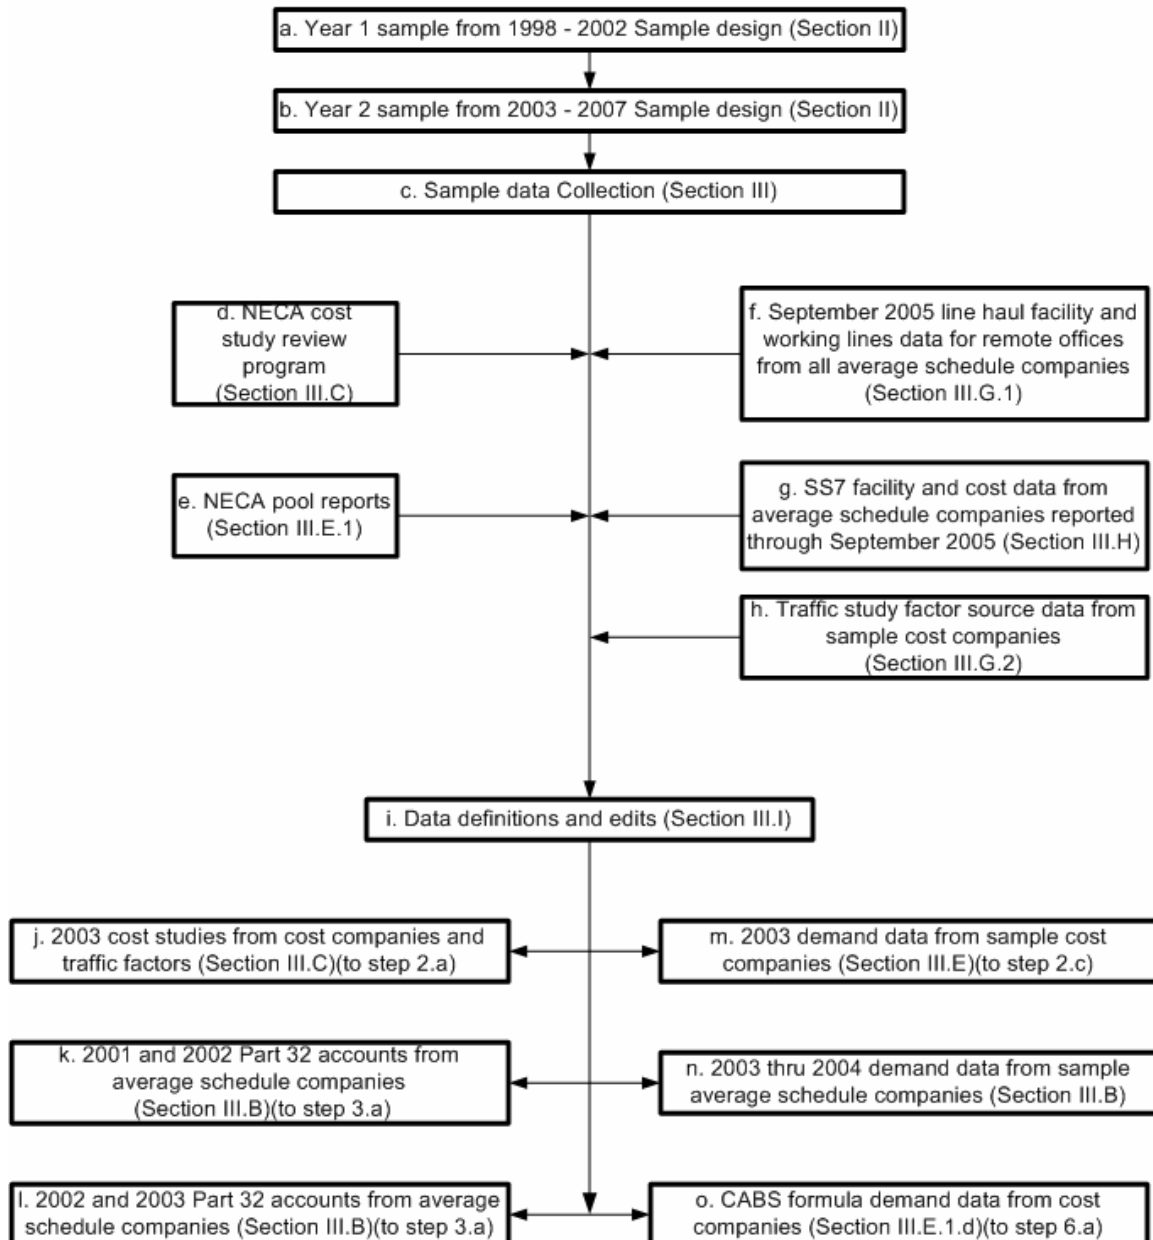 a. Year 1 sample from 1998 - 2002 Sample design (Section II)
b. Year 2 sample from 2003 - 2007 Sample design (Section II)
c. Sample data Collection (Section III)
d. NECA cost
study review
program
(Section III.C)
f. September 2005 line haul facility and
working lines data for remote offices
from all average schedule companies
(Section III.G.1)
e. NECA pool reports
(Section III.E.1)
g. SS7 facility and cost data from
average schedule companies reported
through September 2005 (Section III.H)
h. Traffic study factor source data from
sample cost companies
(Section III.G.2)
i. Data definitions and edits (Section III.I)
j. 2003 cost studies from cost companies and
traffic factors (Section III.C)(to step 2.a)
m. 2003 demand data from sample cost
companies (Section III.E)(to step 2.c)
k. 2001 and 2002 Part 32 accounts from
average schedule companies
(Section III.B)(to step 3.a)
n. 2003 thru 2004 demand data from sample
average schedule companies (Section III.B)
l. 2002 and 2003 Part 32 accounts from average
schedule companies (Section III.B)(to step 3.a)
o. CABS formula demand data from cost
companies (Section III.E.1.d)(to step 6.a)